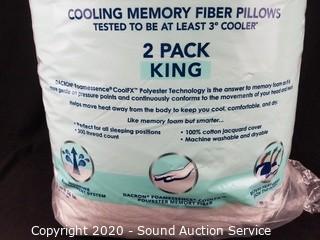 COOLING MEMORY FIBER PILLOWS
TESTED TO BE AT LEAST 3° COOLER*
2 PACK
KING
DACRON® Foamessence® CoolFX™ Polyester Technology is the answer to memory foam as it is
more gentle on pressure points and continuously conforms to the movements of your head and neck.
Helps move heat away from the body to keep you cool, comfortable, and dry.
Like memory foam but smarter...
• Perfect for all sleeping positions
• 300 thread count
• 100% cotton jacquard cover
• Machine washable and dryable
DACRON® FOAMESSENCE® COOLFX™
POLYESTER MEMORY FIBER
Copyright 2020 - Sound Auction Service